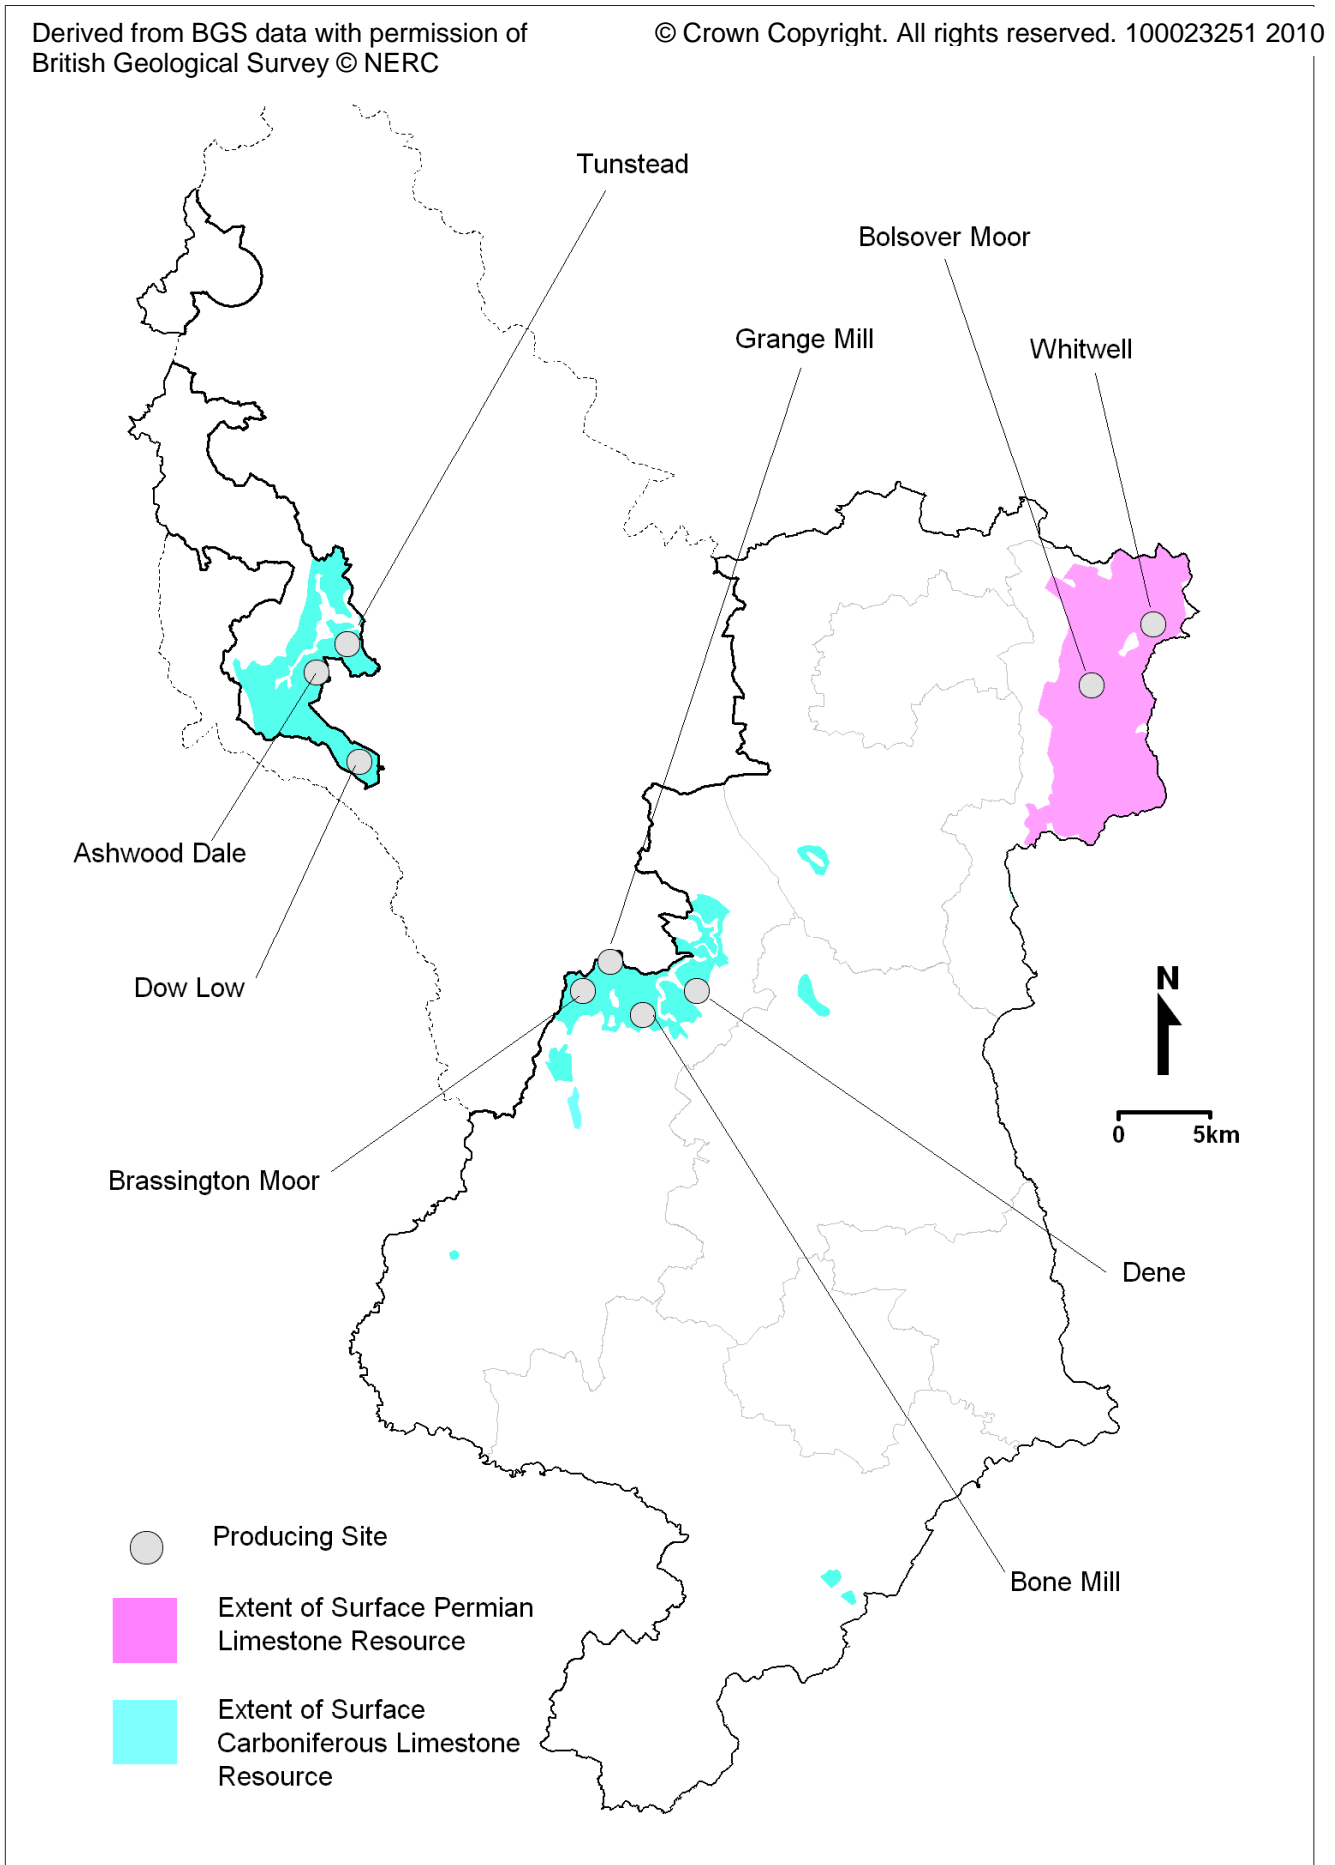 Derived from BGS data with permission of
British Geological Survey © NERC
© Crown Copyright. All rights reserved. 100023251 2010
Tunstead
Bolsover Moor
Grange Mill
Whitwell
Ashwood Dale
Dow Low
N
0 5km
Brassington Moor
Dene
Bone Mill
Producing Site
Extent of Surface Permian
Limestone Resource
Extent of Surface
Carboniferous Limestone
Resource